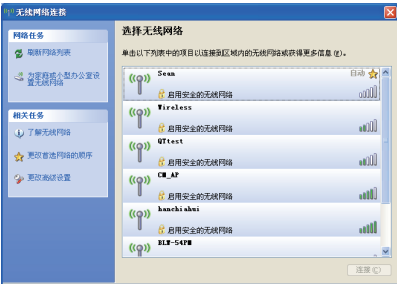 无线网络连接
网络任务
刷新网络列表
为家庭或小型办公室设
置无线网络
相关任务
了解无线网络
更改首选网络的顺序
更改高级设置
选择无线网络
单击以下列表中的项目以连接到区域内的无线网络或获得更多信息(W)。
Sean
自动
启用安全的无线网络
Wireless
启用安全的无线网络
QTtest
启用安全的无线网络
CM_AP
启用安全的无线网络
hanchiahui
启用安全的无线网络
BLW-54PM
连接(C)